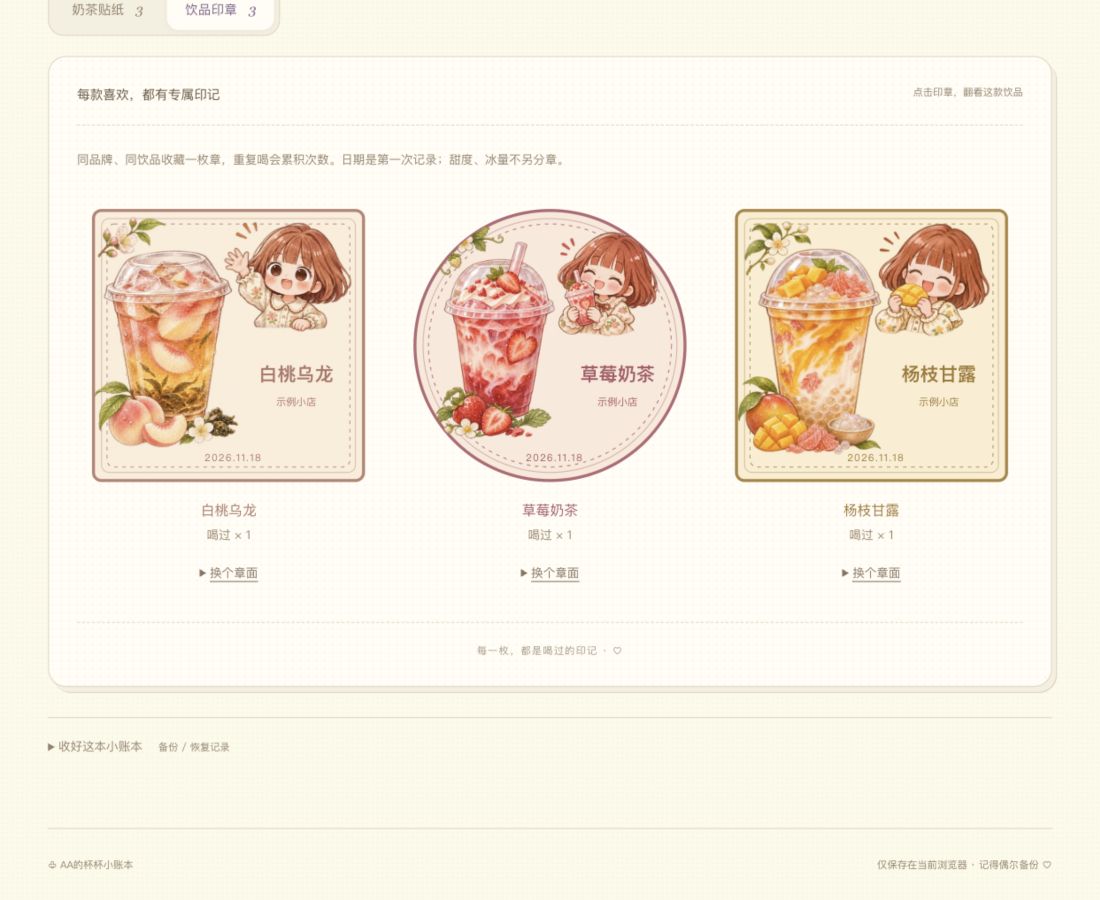 奶茶贴纸 3 饮品印章 3
每款喜欢，都有专属印记
点击印章，翻看这款饮品
同品牌、同饮品收藏一枚章，重复喝会累积次数。日期是第一次记录；甜度、冰量不另分章。
白桃乌龙
示例小店
2026.11.18
草莓奶茶
示例小店
2026.11.18
杨枝甘露
示例小店
2026.11.18
白桃乌龙
喝过 × 1
▶ 换个章面
草莓奶茶
喝过 × 1
▶ 换个章面
杨枝甘露
喝过 × 1
▶ 换个章面
每一枚，都是喝过的印记 · ♡
▶ 收好这本小账本 备份 / 恢复记录
♧ AA的杯杯小账本
仅保存在当前浏览器 · 记得偶尔备份 ♡